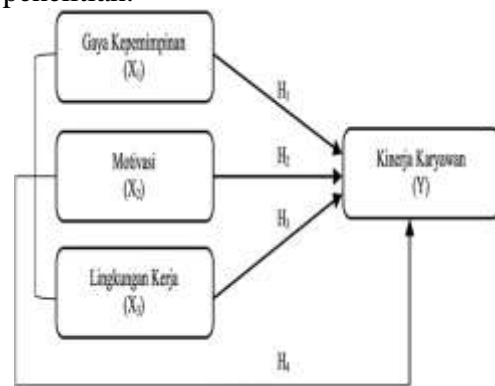 penelitian.
Gaya Kepemimpinan
(X₁)
H₁
Motivasi
(X₂)
H₂
Kinerja Karyawan
(Y)
H₃
Lingkungan Kerja
(X₃)
H₄